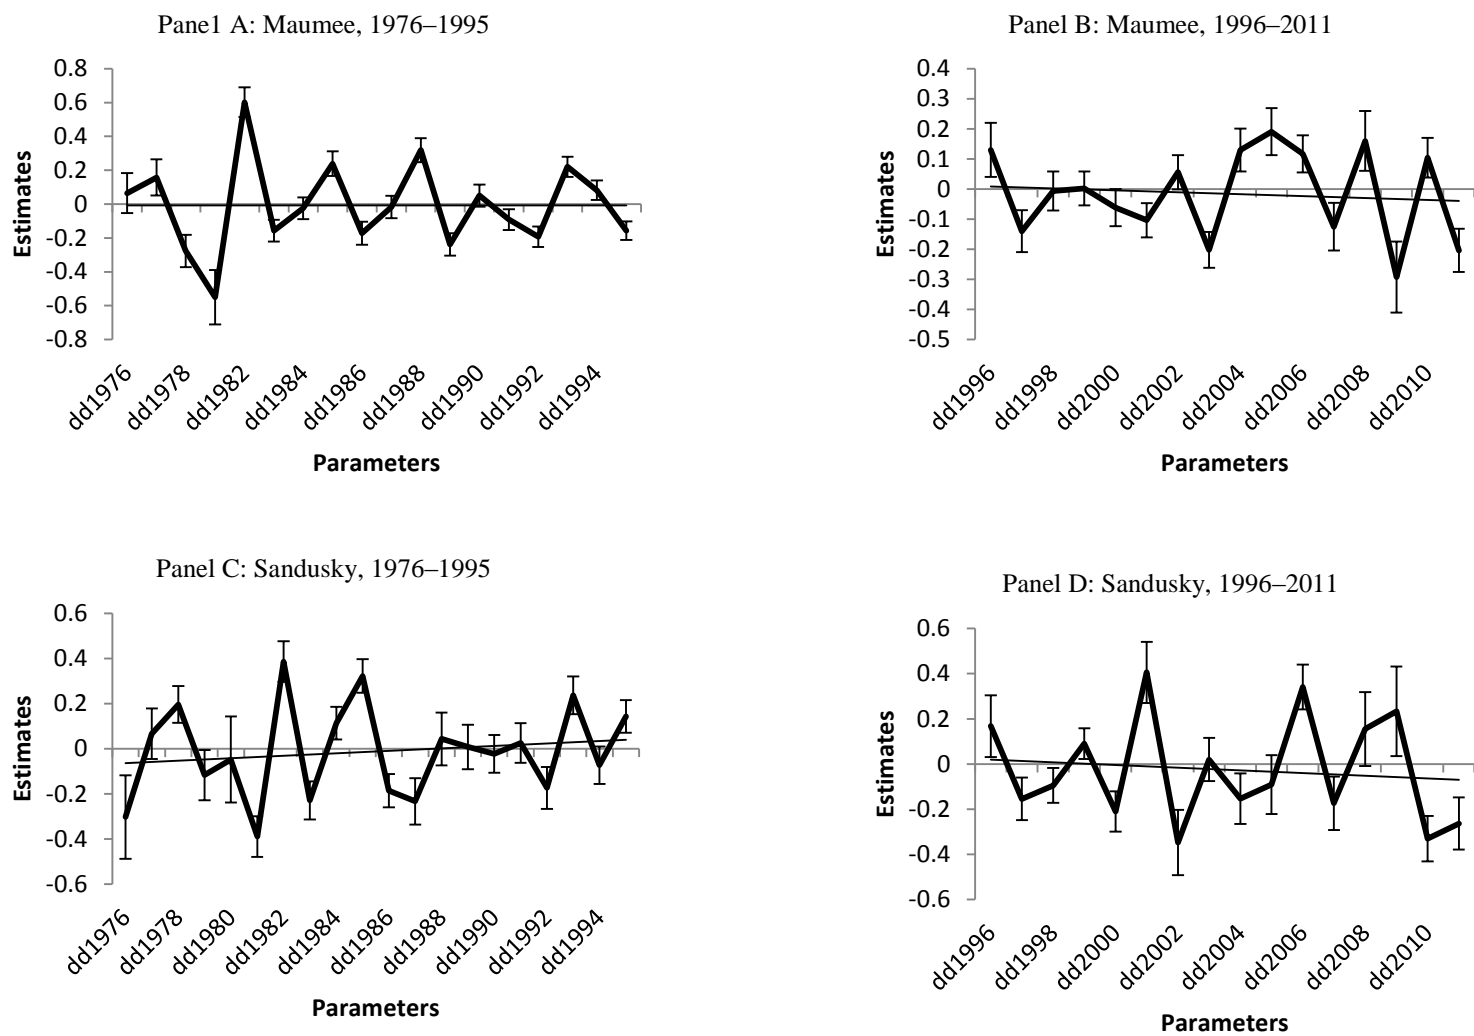 Pane1 A: Maumee, 1976–1995
0.8
0.6
0.4
0.2
0
-0.2
-0.4
-0.6
-0.8
Estimates
dd1976
dd1978
dd1982
dd1984
dd1986
dd1988
dd1990
dd1992
dd1994
Parameters
Panel B: Maumee, 1996–2011
0.4
0.3
0.2
0.1
0
-0.1
-0.2
-0.3
-0.4
-0.5
Estimates
dd1996
dd1998
dd2000
dd2002
dd2004
dd2006
dd2008
dd2010
Parameters
Panel C: Sandusky, 1976–1995
0.6
0.4
0.2
0
-0.2
-0.4
-0.6
Estimates
dd1976
dd1978
dd1980
dd1982
dd1984
dd1986
dd1988
dd1990
dd1992
dd1994
Parameters
Panel D: Sandusky, 1996–2011
0.6
0.4
0.2
0
-0.2
-0.4
-0.6
Estimates
dd1996
dd1998
dd2000
dd2002
dd2004
dd2006
dd2008
dd2010
Parameters